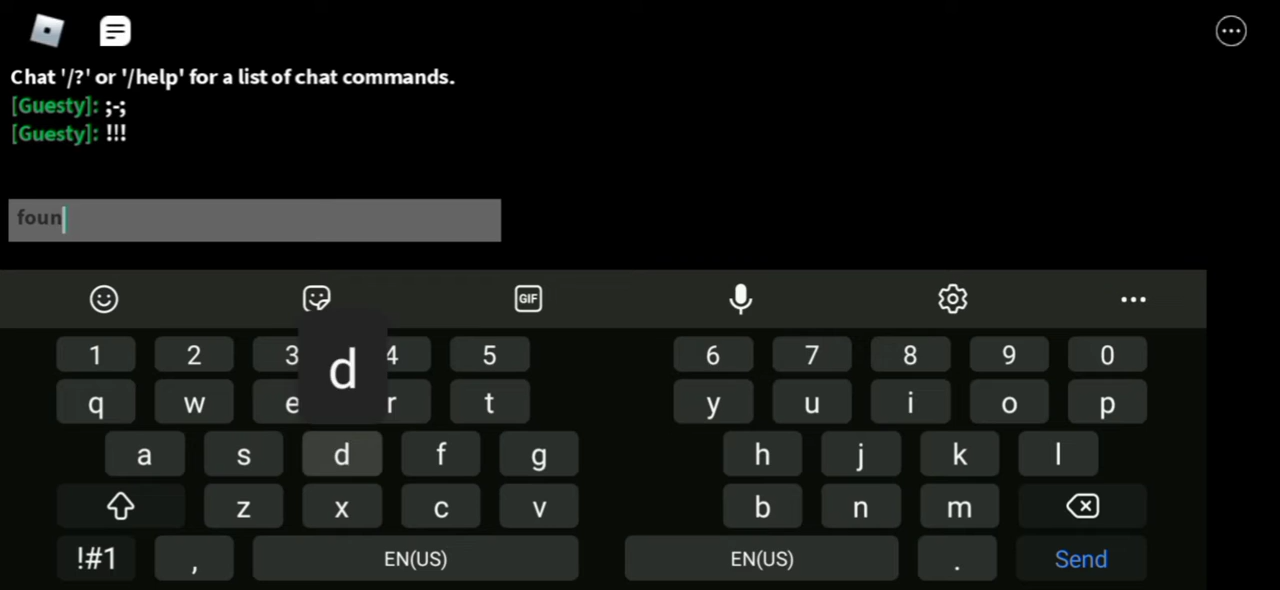 Chat '/?' or '/help' for a list of chat commands.
[Guesty]: ;-;
[Guesty]: !!!
foun
GIF
1 2 3 4 5 6 7 8 9 0
d
q w e r t y u i o p
a s d f g h j k l
z x c v b n m
!#1 , EN(US) EN(US) . Send